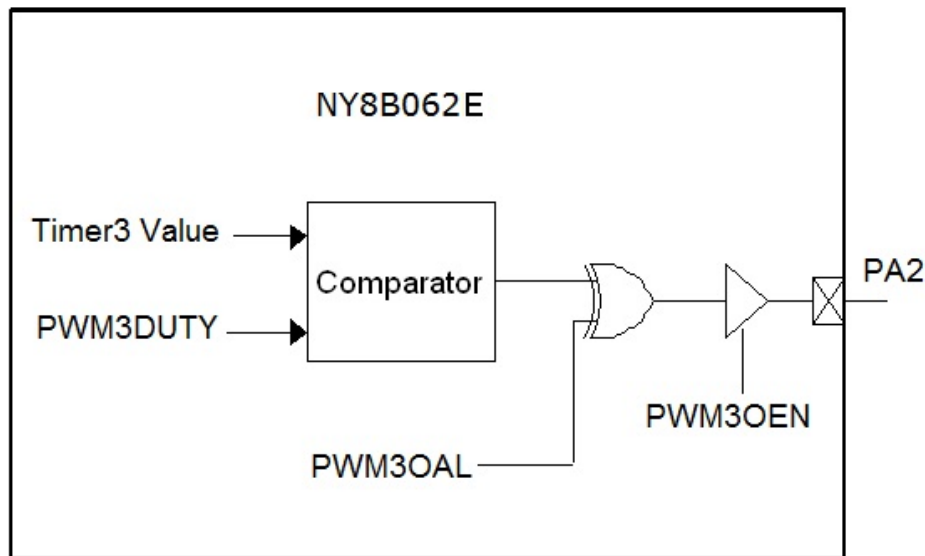 NY8B062E
Timer3 Value
Comparator
PWM3DUTY
PA2
PWM3OEN
PWM3OAL